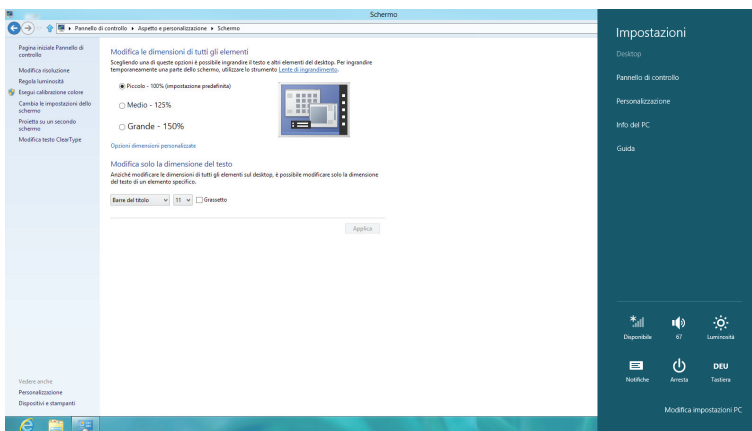 Schermo
Pannello di controllo ▸ Aspetto e personalizzazione ▸ Schermo
Pagina iniziale Pannello di
controllo
Modifica risoluzione
Regola luminosità
Esegui calibrazione colore
Cambia le impostazioni dello
schermo
Proietta su un secondo
schermo
Modifica testo ClearType
Modifica le dimensioni di tutti gli elementi
Scegliendo una di queste opzioni è possibile ingrandire il testo e altri elementi del desktop. Per ingrandire
temporaneamente una parte dello schermo, utilizzare lo strumento Lente di ingrandimento.
Piccolo - 100% (impostazione predefinita)
Medio - 125%
Grande - 150%
Opzioni dimensioni personalizzate
Modifica solo la dimensione del testo
Anziché modificare le dimensioni di tutti gli elementi sul desktop, è possibile modificare solo la dimensione
del testo di un elemento specifico.
Barre del titolo 11 Grassetto
Applica
Vedere anche
Personalizzazione
Dispositivi e stampanti
Impostazioni
Desktop
Pannello di controllo
Personalizzazione
Info del PC
Guida
Disponibile 67 Luminosità
DEU
Notifiche Arresta Tastiera
Modifica impostazioni PC